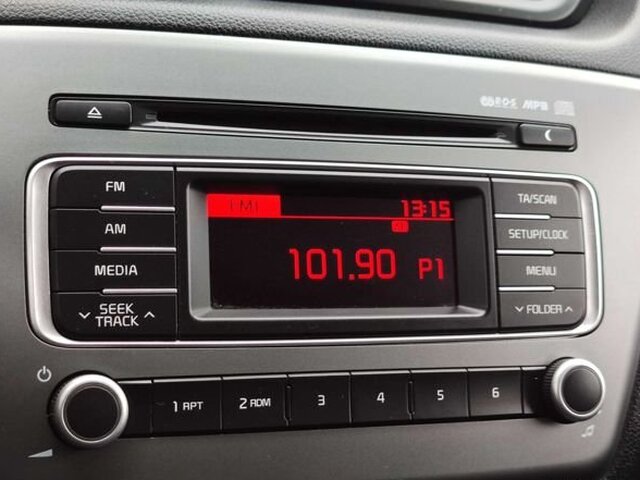 R·D·S MP3
FM
AM
MEDIA
SEEK
TRACK
FM1
13:15
101.90 P1
TA/SCAN
SETUP/CLOCK
MENU
FOLDER
1 RPT
2 RDM
3
4
5
6